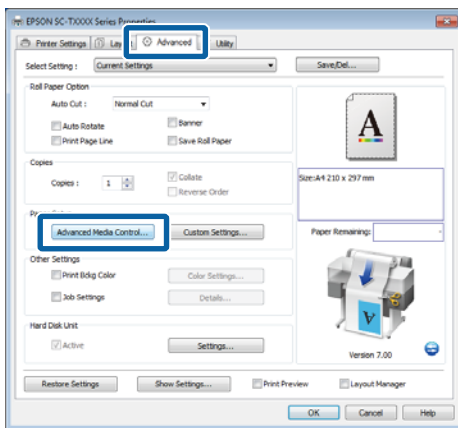 EPSON SC-TXXXX Series Properties
Printer Settings Advanced Utility
Select Setting : Current Settings Save/Del...
Roll Paper Option
Auto Cut : Normal Cut
Auto Rotate Banner
Print Page Line Save Roll Paper
Copies
Copies : 1 Collate
Reverse Order
Size:A4 210 x 297 mm
Advanced Media Control... Custom Settings...
Paper Remaining: -
Other Settings
Print Bckg Color Color Settings...
Job Settings Details...
Hard Disk Unit
Active Settings...
Version 7.00
Restore Settings Show Settings... Print Preview Layout Manager
OK Cancel Help